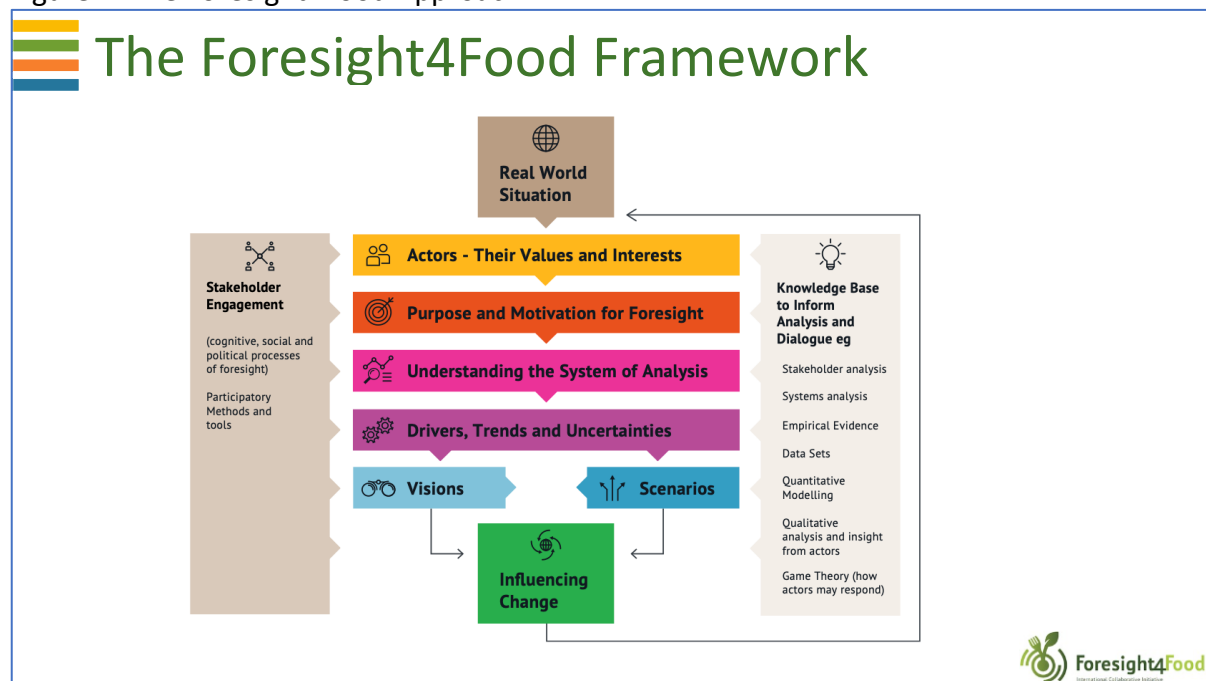 The Foresight4Food Framework
Real World
Situation
Stakeholder
Engagement
(cognitive, social and
political processes
of foresight)
Participatory
Methods and
tools
Actors - Their Values and Interests
Purpose and Motivation for Foresight
Understanding the System of Analysis
Drivers, Trends and Uncertainties
Visions
Scenarios
Influencing
Change
Knowledge Base
to Inform
Analysis and
Dialogue eg
Stakeholder analysis
Systems analysis
Empirical Evidence
Data Sets
Quantitative
Modelling
Qualitative
analysis and insight
from actors
Game Theory (how
actors may respond)
Foresight4Food
International Collaborative Initiative